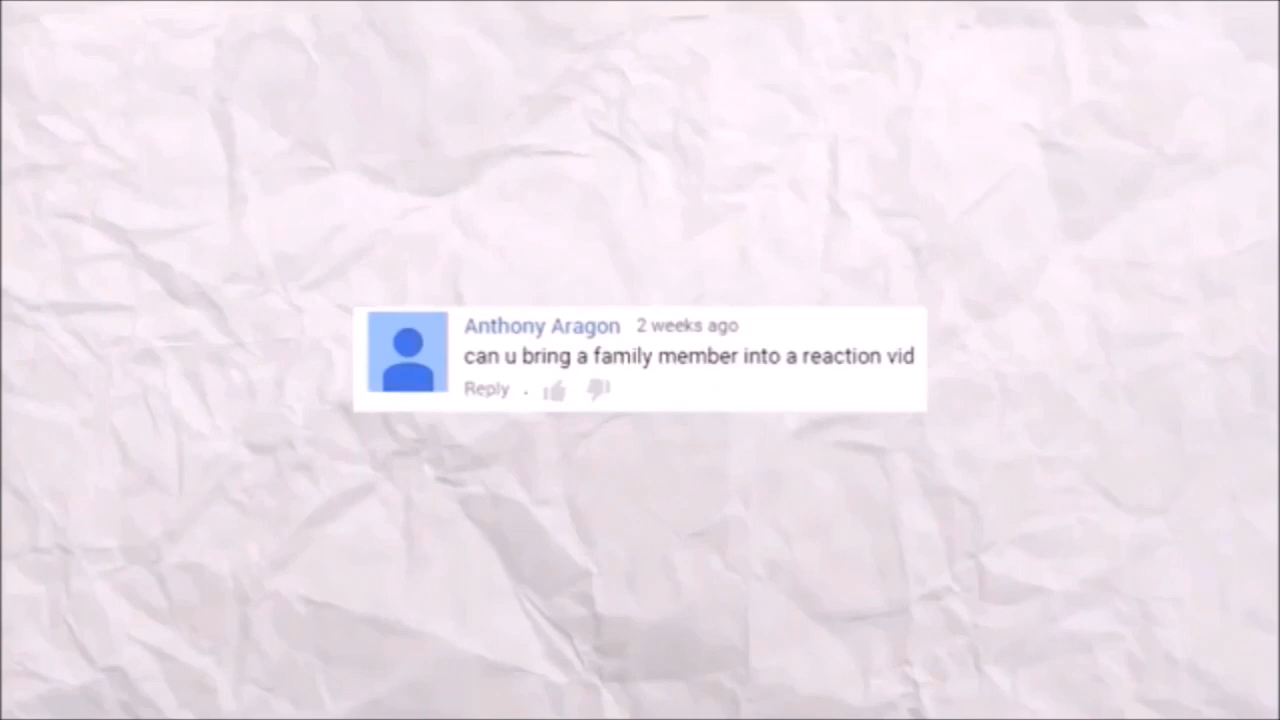 Anthony Aragon 2 weeks ago
can u bring a family member into a reaction vid
Reply .